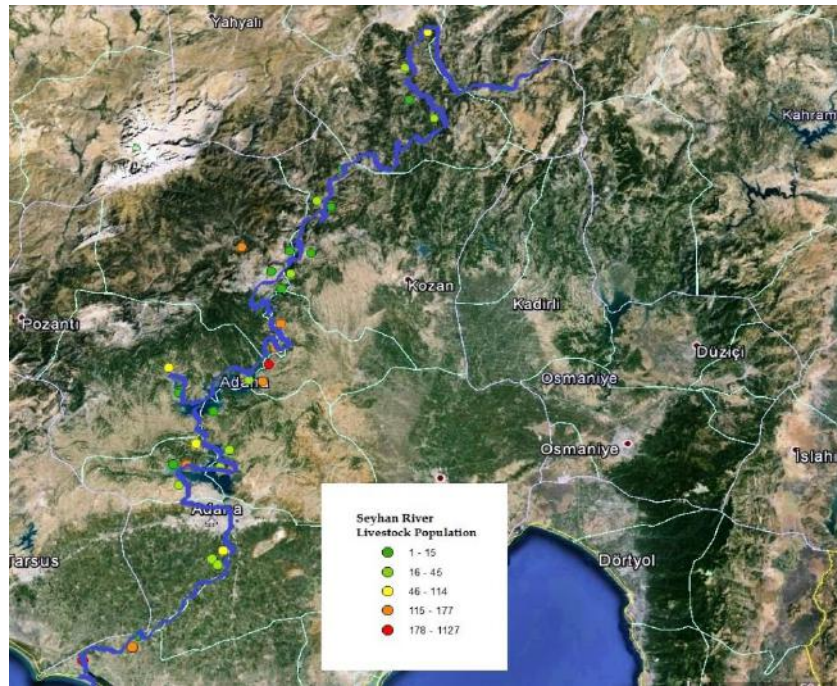 Yahyalı
Kahram
Kozan
Kadirli
Pozantı
Düziçi
Adana
Osmaniye
Osmaniye
İslahi
Adana
Seyhan River
Livestock Population
1 - 15
16 - 45
46 - 114
115 - 177
178 - 1127
Tarsus
Dörtyol